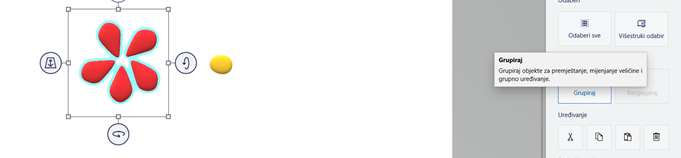 Odaberi
Odaberi sve
Višestruki odabir
Grupiraj
Grupiraj objekte za premještanje, mijenjanje veličine i
grupno uređivanje.
Grupiraj
Razgrupiraj
Uređivanje